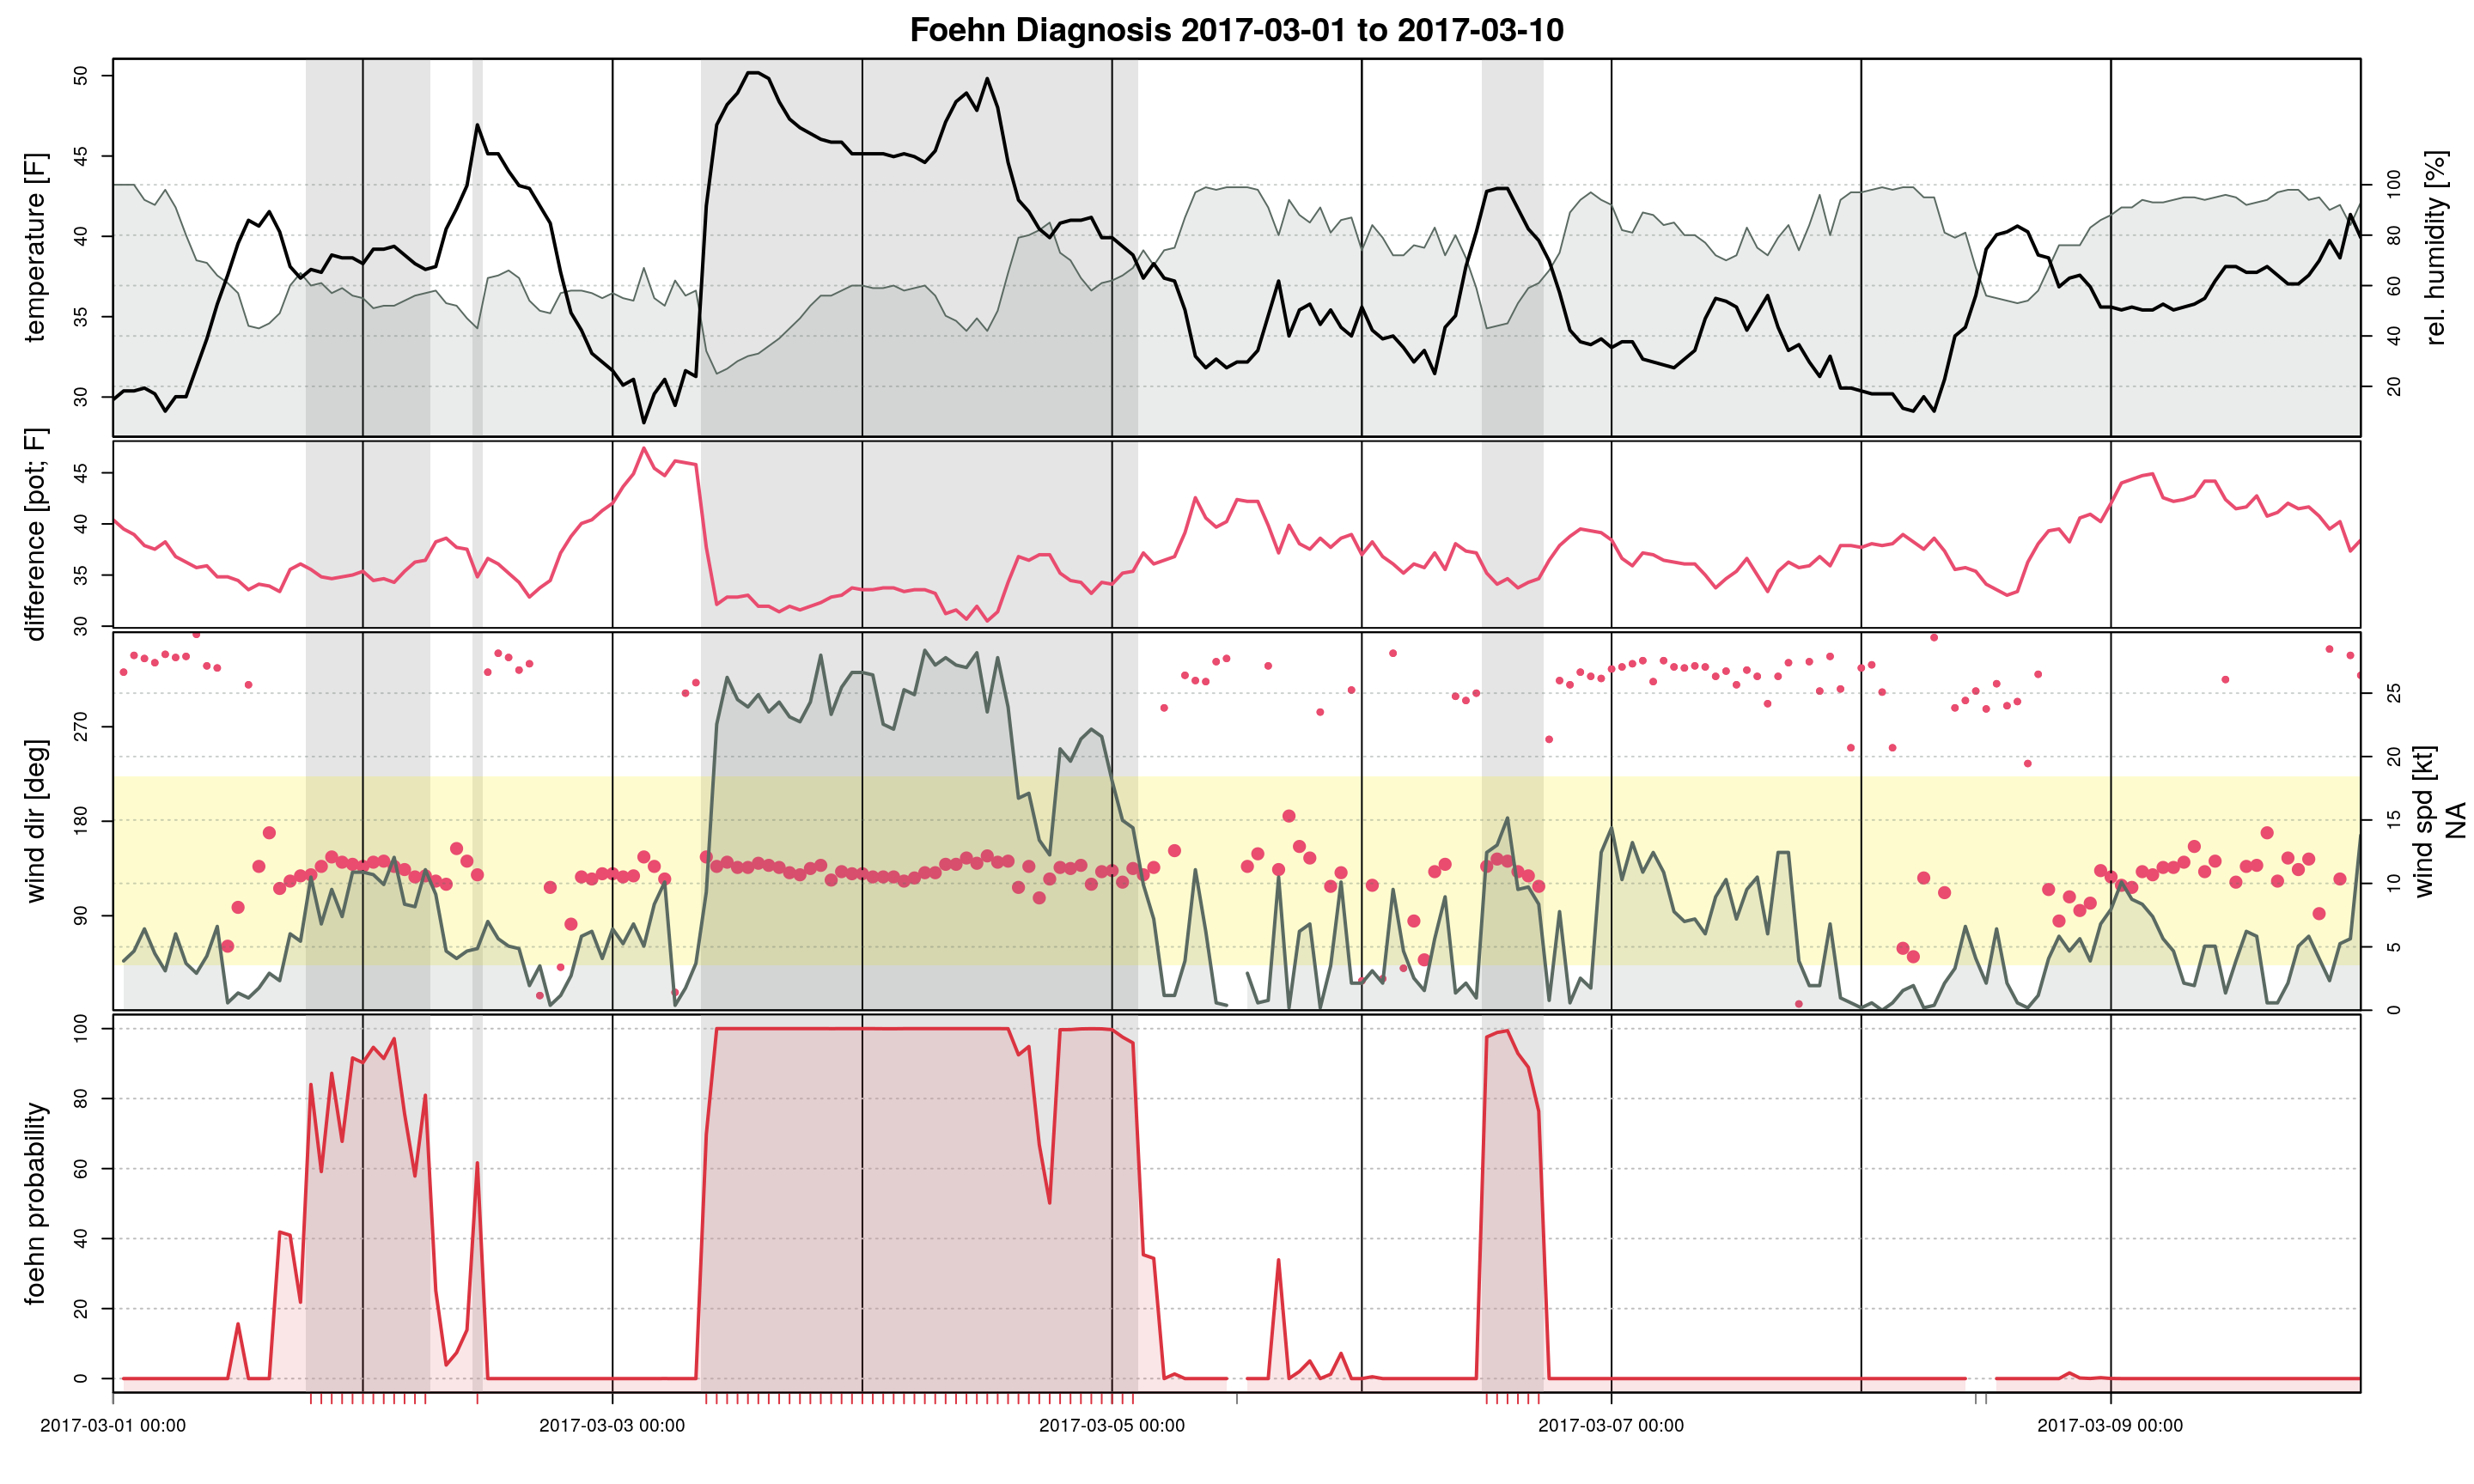 Foehn Diagnosis 2017-03-01 to 2017-03-10
temperature [F]
30 35 40 45 50
rel. humidity [%]
20 40 60 80 100
difference [pot; F]
30 35 40 45
wind dir [deg]
90 180 270
wind spd [kt]
NA
0 5 10 15 20 25
foehn probability
0 20 40 60 80 100
2017-03-01 00:00 2017-03-03 00:00 2017-03-05 00:00 2017-03-07 00:00 2017-03-09 00:00